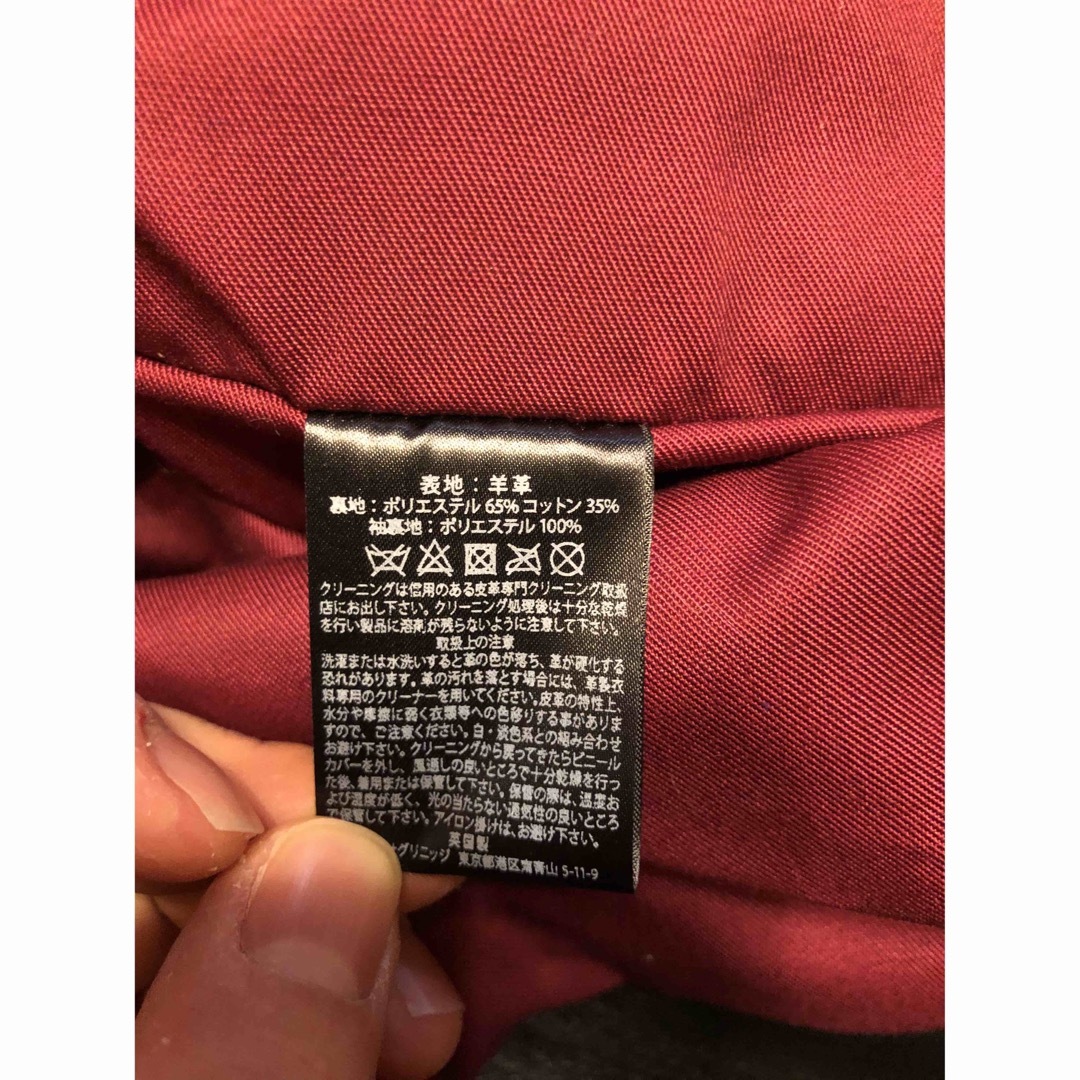 表地：羊革
裏地：ポリエステル 65% コットン 35%
袖裏地：ポリエステル 100%
クリーニングは信用のある皮革専門クリーニング取扱
店にお出し下さい。クリーニング処理後は十分な乾燥
を行い製品に溶剤が残らないように注意して下さい。
取扱上の注意
洗濯または水洗いすると革の色が落ち、革が硬化する
恐れがあります。革の汚れを落とす場合には、革製衣
料専用のクリーナーを用いてください。皮革の特性上、
水分や摩擦に弱く衣類等への色移りする事がありま
すので、ご注意ください。白・淡色系との組み合わせ
お避け下さい。クリーニングから戻ってきたらビニール
カバーを外し、風通しの良いところで十分乾燥を行っ
た後、着用または保管して下さい。保管の際は、温度お
よび湿度が低く、光の当たらない通気性の良いところ
で保管して下さい。アイロン掛けは、お避け下さい。
英国製
グリニッジ 東京都港区南青山 5-11-9